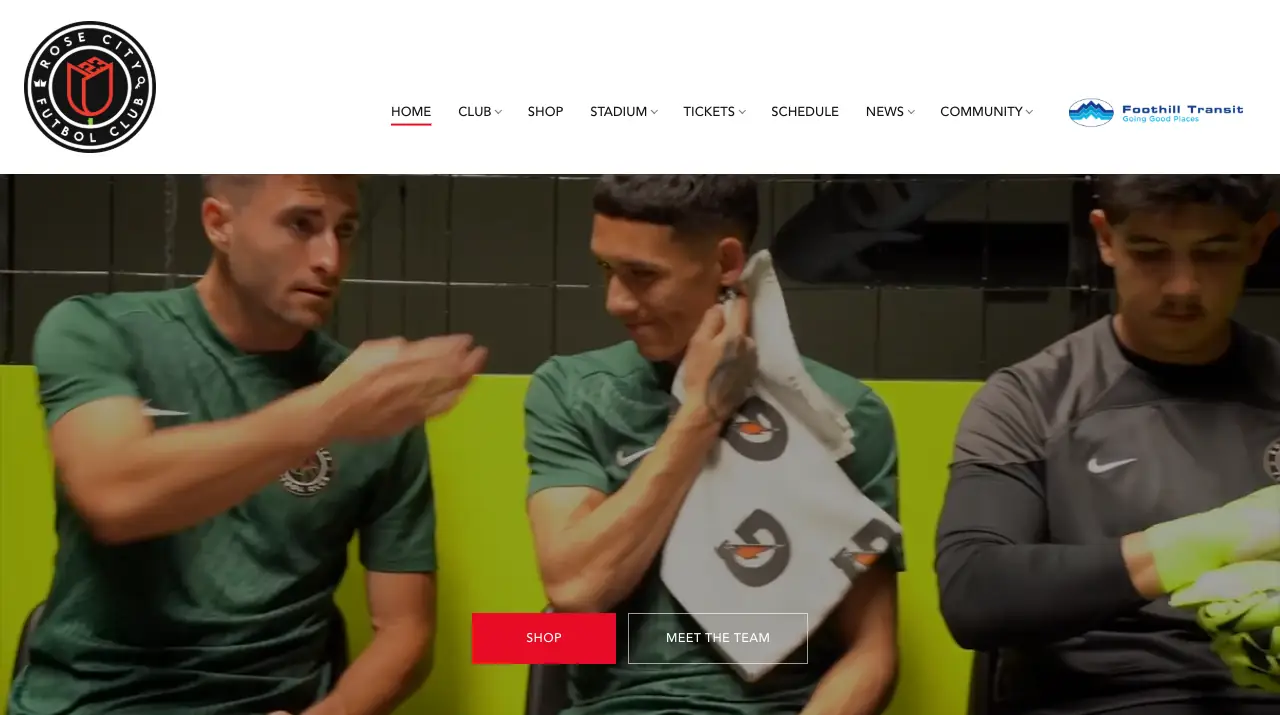 ROSE CITY
FUTBOL CLUB
HOME
CLUB
SHOP
STADIUM
TICKETS
SCHEDULE
NEWS
COMMUNITY
Foothill Transit
Going Good Places
SHOP
MEET THE TEAM